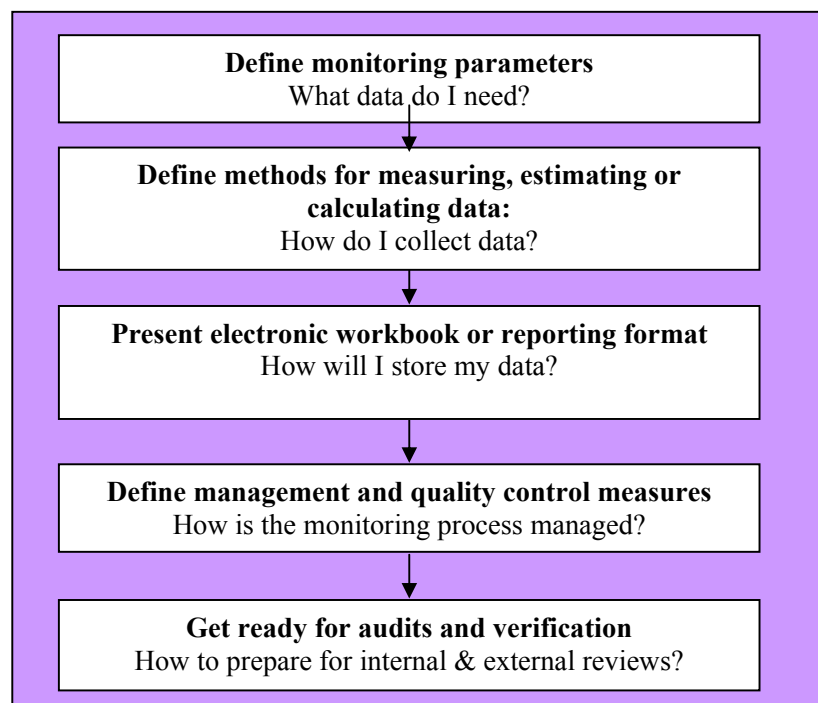 Define monitoring parameters
What data do I need?
Define methods for measuring, estimating or
calculating data:
How do I collect data?
Present electronic workbook or reporting format
How will I store my data?
Define management and quality control measures
How is the monitoring process managed?
Get ready for audits and verification
How to prepare for internal & external reviews?